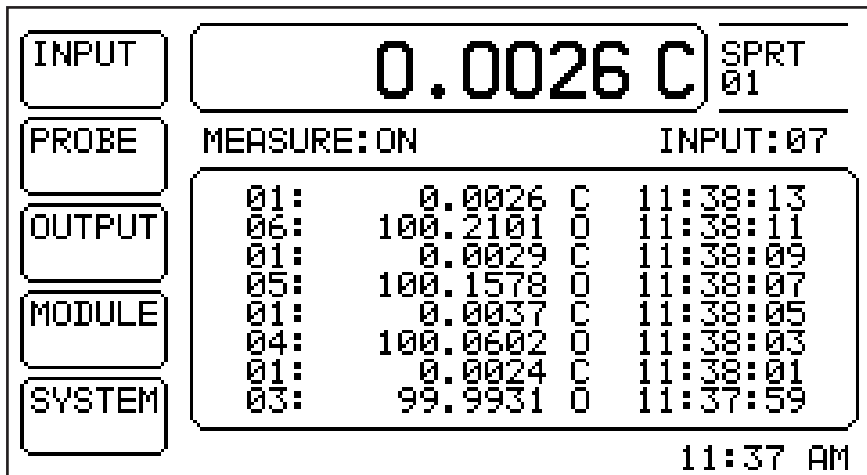 INPUT
PROBE
OUTPUT
MODULE
SYSTEM
0.0026 C
SPRT
01
MEASURE:ON INPUT:07
01: 0.0026 C 11:38:13
06: 100.2101 O 11:38:11
01: 0.0029 C 11:38:09
05: 100.1578 O 11:38:07
01: 0.0037 C 11:38:05
04: 100.0602 O 11:38:03
01: 0.0024 C 11:38:01
03: 99.9931 O 11:37:59
11:37 AM